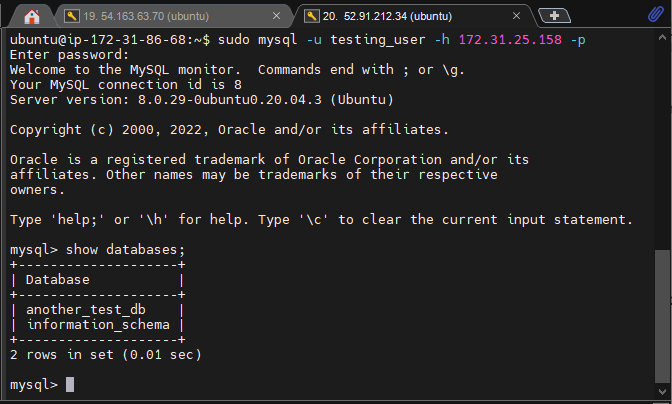 19. 54.163.63.70 (ubuntu)
20. 52.91.212.34 (ubuntu)
ubuntu@ip-172-31-86-68:~$ sudo mysql -u testing_user -h 172.31.25.158 -p
Enter password:
Welcome to the MySQL monitor.  Commands end with ; or \g.
Your MySQL connection id is 8
Server version: 8.0.29-0ubuntu0.20.04.3 (Ubuntu)
Copyright (c) 2000, 2022, Oracle and/or its affiliates.
Oracle is a registered trademark of Oracle Corporation and/or its
affiliates. Other names may be trademarks of their respective
owners.
Type 'help;' or '\h' for help. Type '\c' to clear the current input statement.
mysql> show databases;
+--------------------+
| Database           |
+--------------------+
| another_test_db    |
| information_schema |
+--------------------+
2 rows in set (0.01 sec)
mysql>